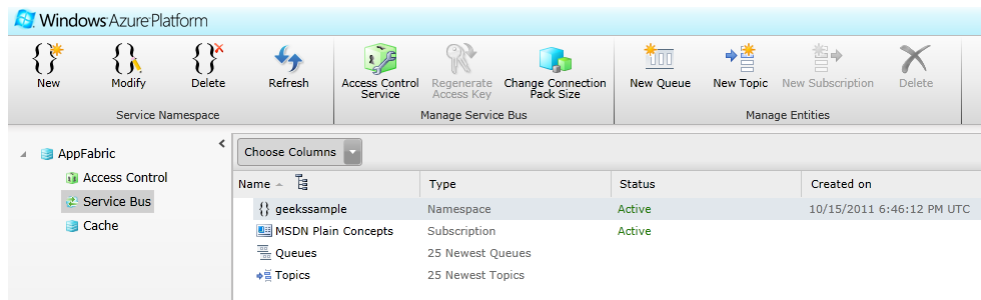 Windows Azure Platform
New Modify Delete Refresh Access Control Service Regenerate Access Key Change Connection Pack Size New Queue New Topic New Subscription Delete
Service Namespace Manage Service Bus Manage Entities
AppFabric
Access Control
Service Bus
Cache
Choose Columns
Name Type Status Created on
{} geekssample Namespace Active 10/15/2011 6:46:12 PM UTC
MSDN Plain Concepts Subscription Active
Queues 25 Newest Queues
Topics 25 Newest Topics